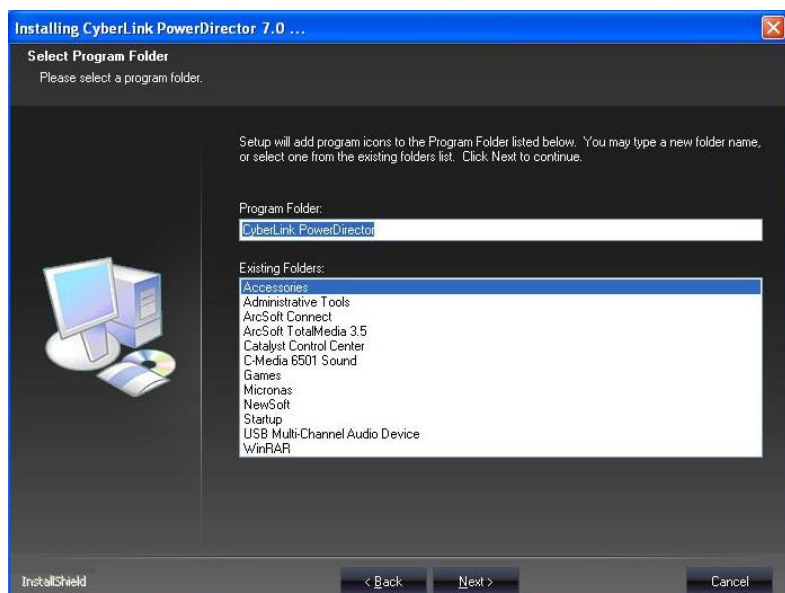 Installing CyberLink PowerDirector 7.0 ...
Select Program Folder
Please select a program folder.
Setup will add program icons to the Program Folder listed below. You may type a new folder name,
or select one from the existing folders list. Click Next to continue.
Program Folder:
CyberLink PowerDirector
Existing Folders:
Accessories
Administrative Tools
ArcSoft Connect
ArcSoft TotalMedia 3.5
Catalyst Control Center
C-Media 6501 Sound
Games
Micronas
NewSoft
Startup
USB Multi-Channel Audio Device
WinRAR
InstallShield
< Back
Next >
Cancel